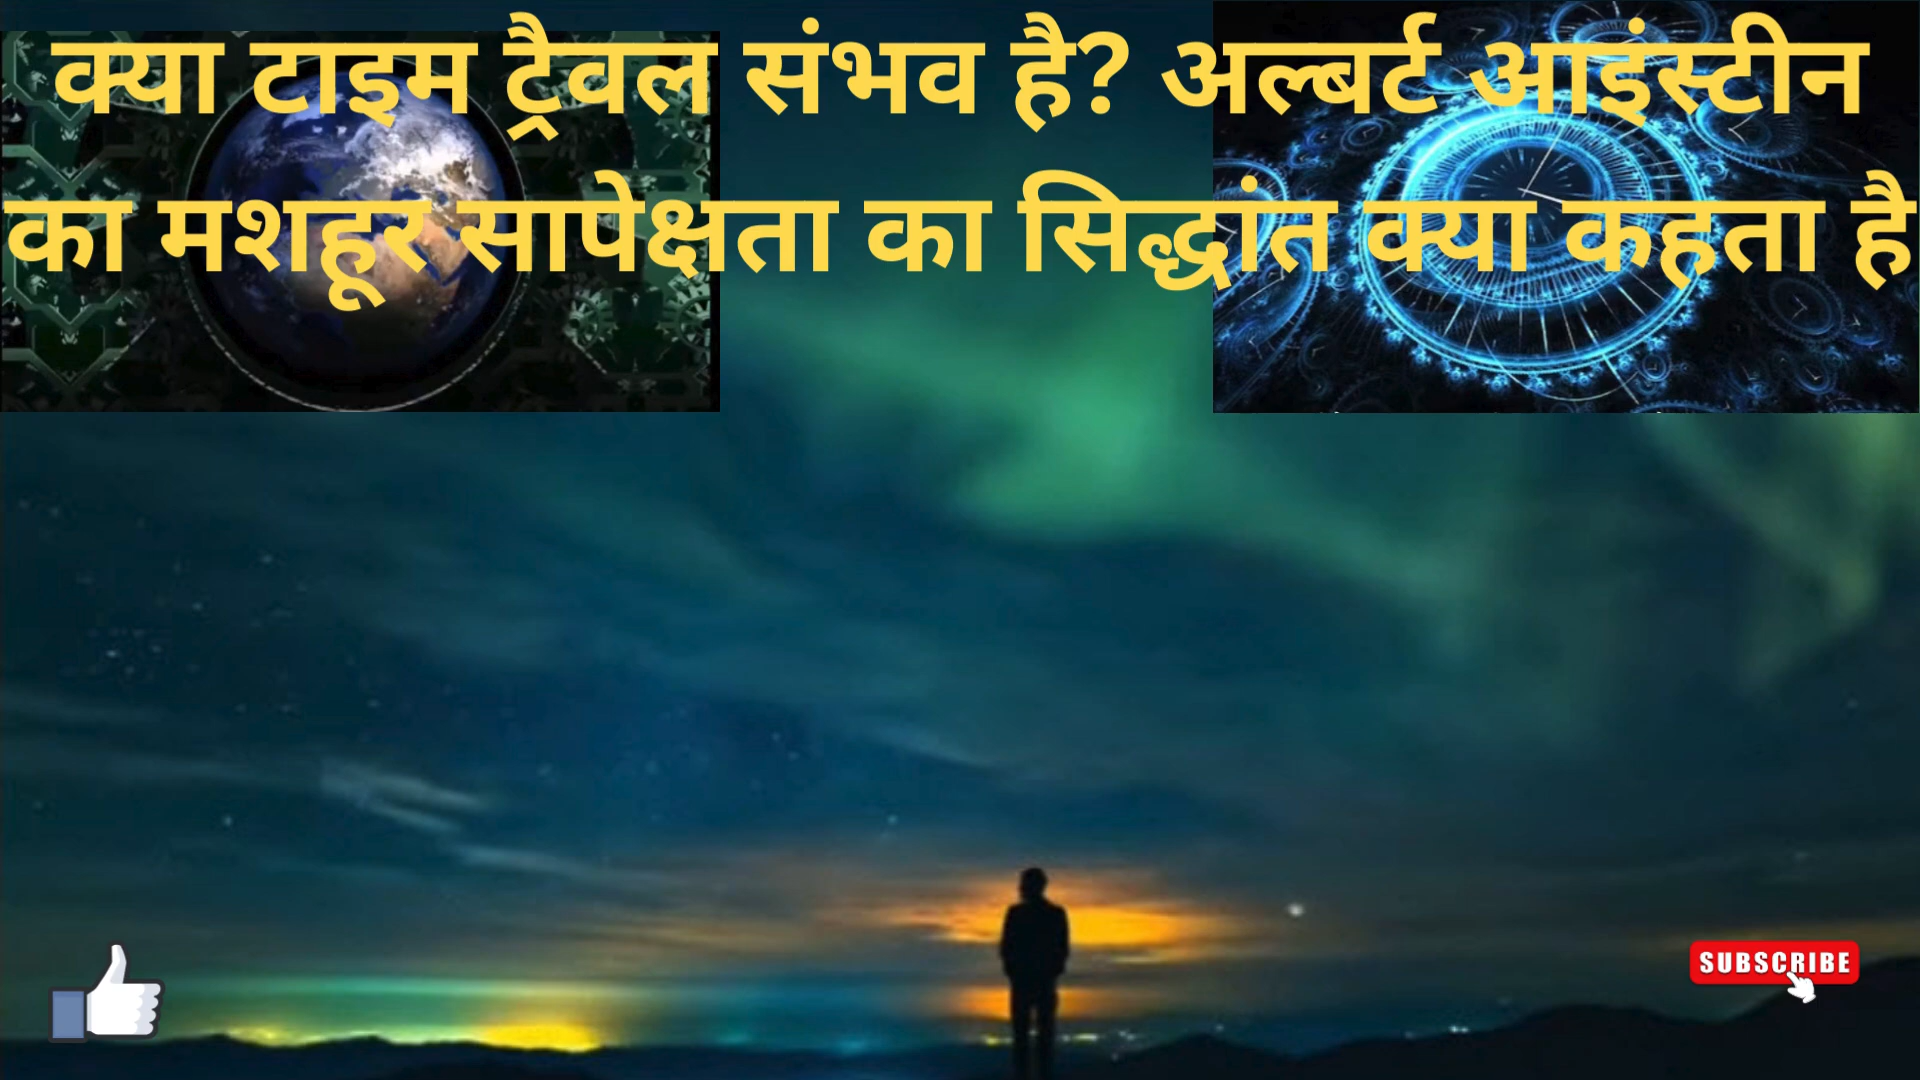 क्या टाइम ट्रैवल संभव है? अल्बर्ट आइंस्टीन
का मशहूर सापेक्षता का सिद्धांत क्या कहता है
SUBSCRIBE